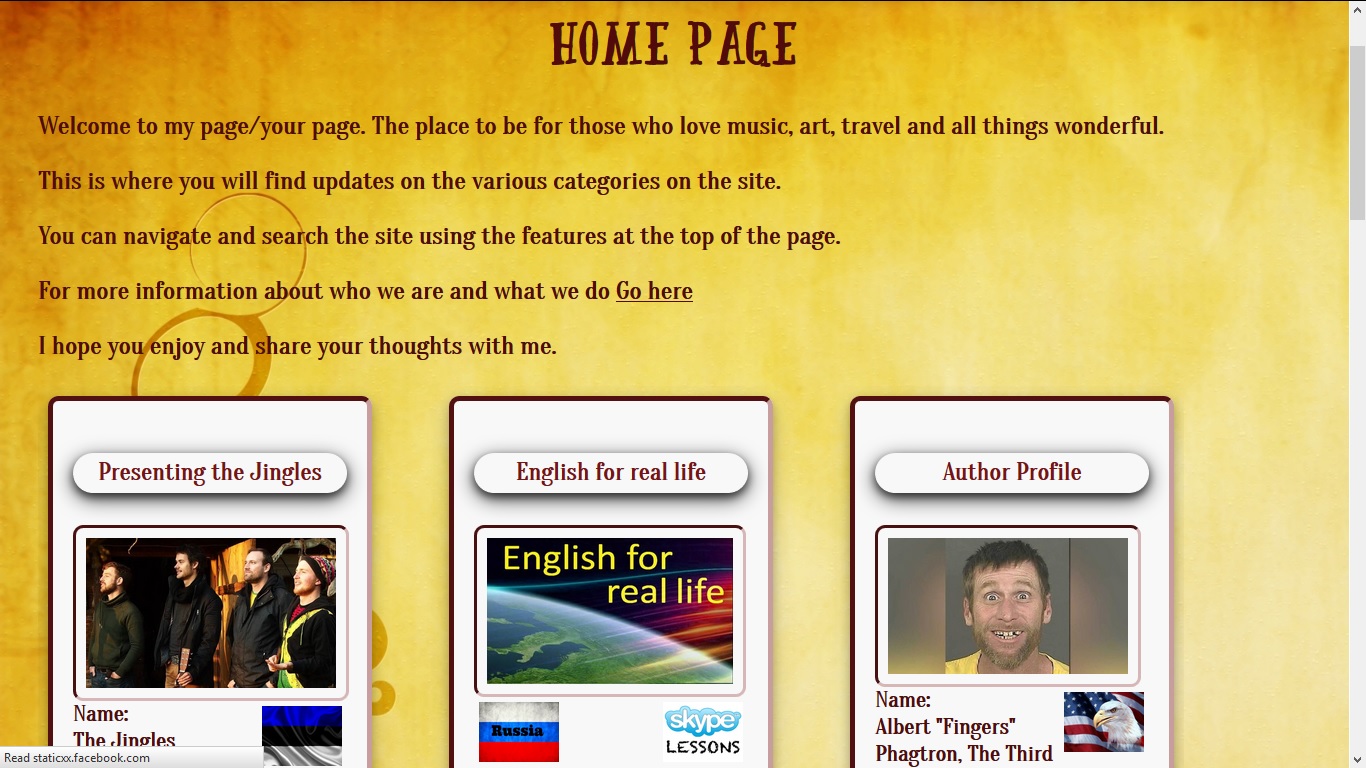 HOME PAGE
Welcome to my page/your page. The place to be for those who love music, art, travel and all things wonderful.
This is where you will find updates on the various categories on the site.
You can navigate and search the site using the features at the top of the page.
For more information about who we are and what we do Go here
I hope you enjoy and share your thoughts with me.
Presenting the Jingles
English for real life
Author Profile
English for
real life
Name:
The Jingles
Russia
skype
LESSONS
Name:
Albert "Fingers"
Phagtron, The Third
Read staticxx.facebook.com